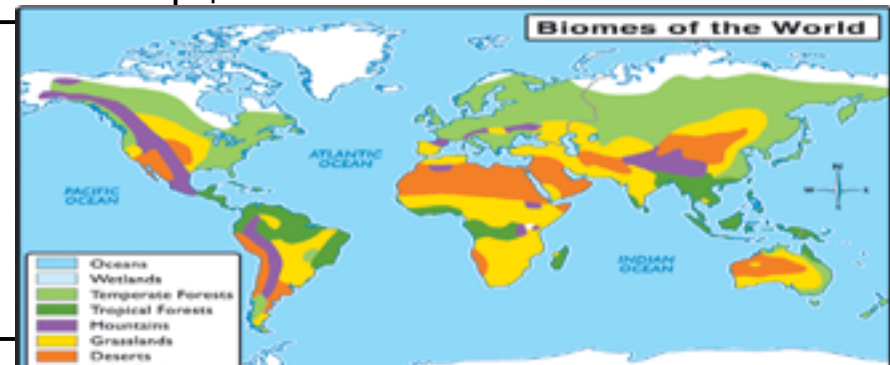 Biomes of the World
ATLANTIC
OCEAN
PACIFIC
OCEAN
N
W
E
S
INDIAN
OCEAN
Oceans
Wetlands
Temperate Forests
Tropical Forests
Mountains
Grasslands
Deserts